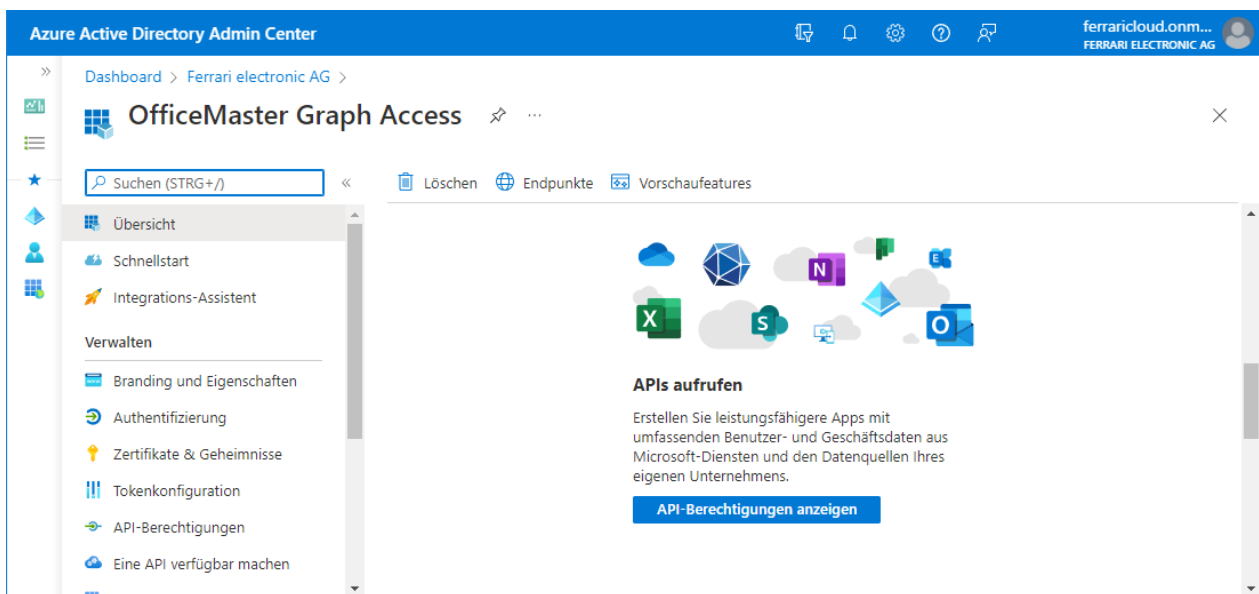 Azure Active Directory Admin Center
ferraricloud.onm...
FERRARI ELECTRONIC AG
Dashboard > Ferrari electronic AG >
OfficeMaster Graph Access
Suchen (STRG+/)
Löschen Endpunkte Vorschaufeatures
Übersicht
Schnellstart
Integrations-Assistent
Verwalten
Branding und Eigenschaften
Authentifizierung
Zertifikate & Geheimnisse
Tokenkonfiguration
API-Berechtigungen
Eine API verfügbar machen
N
E
X
S
O
APIs aufrufen
Erstellen Sie leistungsfähigere Apps mit
umfassenden Benutzer- und Geschäftsdaten aus
Microsoft-Diensten und den Datenquellen Ihres
eigenen Unternehmens.
API-Berechtigungen anzeigen